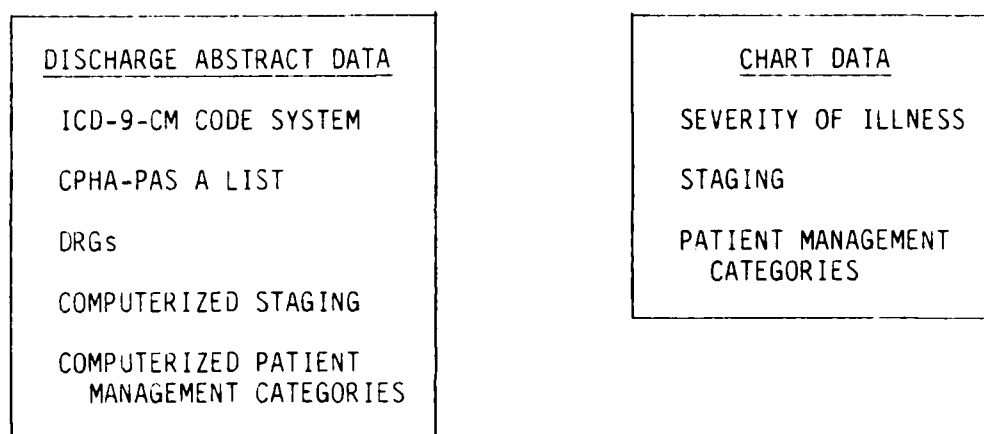 DISCHARGE ABSTRACT DATA
ICD-9-CM CODE SYSTEM
CPHA-PAS A LIST
DRGs
COMPUTERIZED STAGING
COMPUTERIZED PATIENT
MANAGEMENT CATEGORIES
CHART DATA
SEVERITY OF ILLNESS
STAGING
PATIENT MANAGEMENT
CATEGORIES